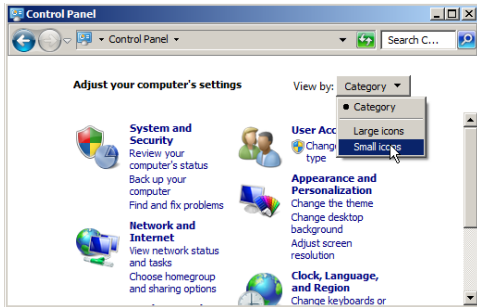 Control Panel
Control Panel
Search C...
Adjust your computer's settings
View by: Category
Category
Large icons
Small icons
System and
Security
Review your
computer's status
Back up your
computer
Find and fix problems
Network and
Internet
View network status
and tasks
Choose homegroup
and sharing options
User Acc
Change
type
Appearance and
Personalization
Change the theme
Change desktop
background
Adjust screen
resolution
Clock, Language,
and Region
Change keyboards or